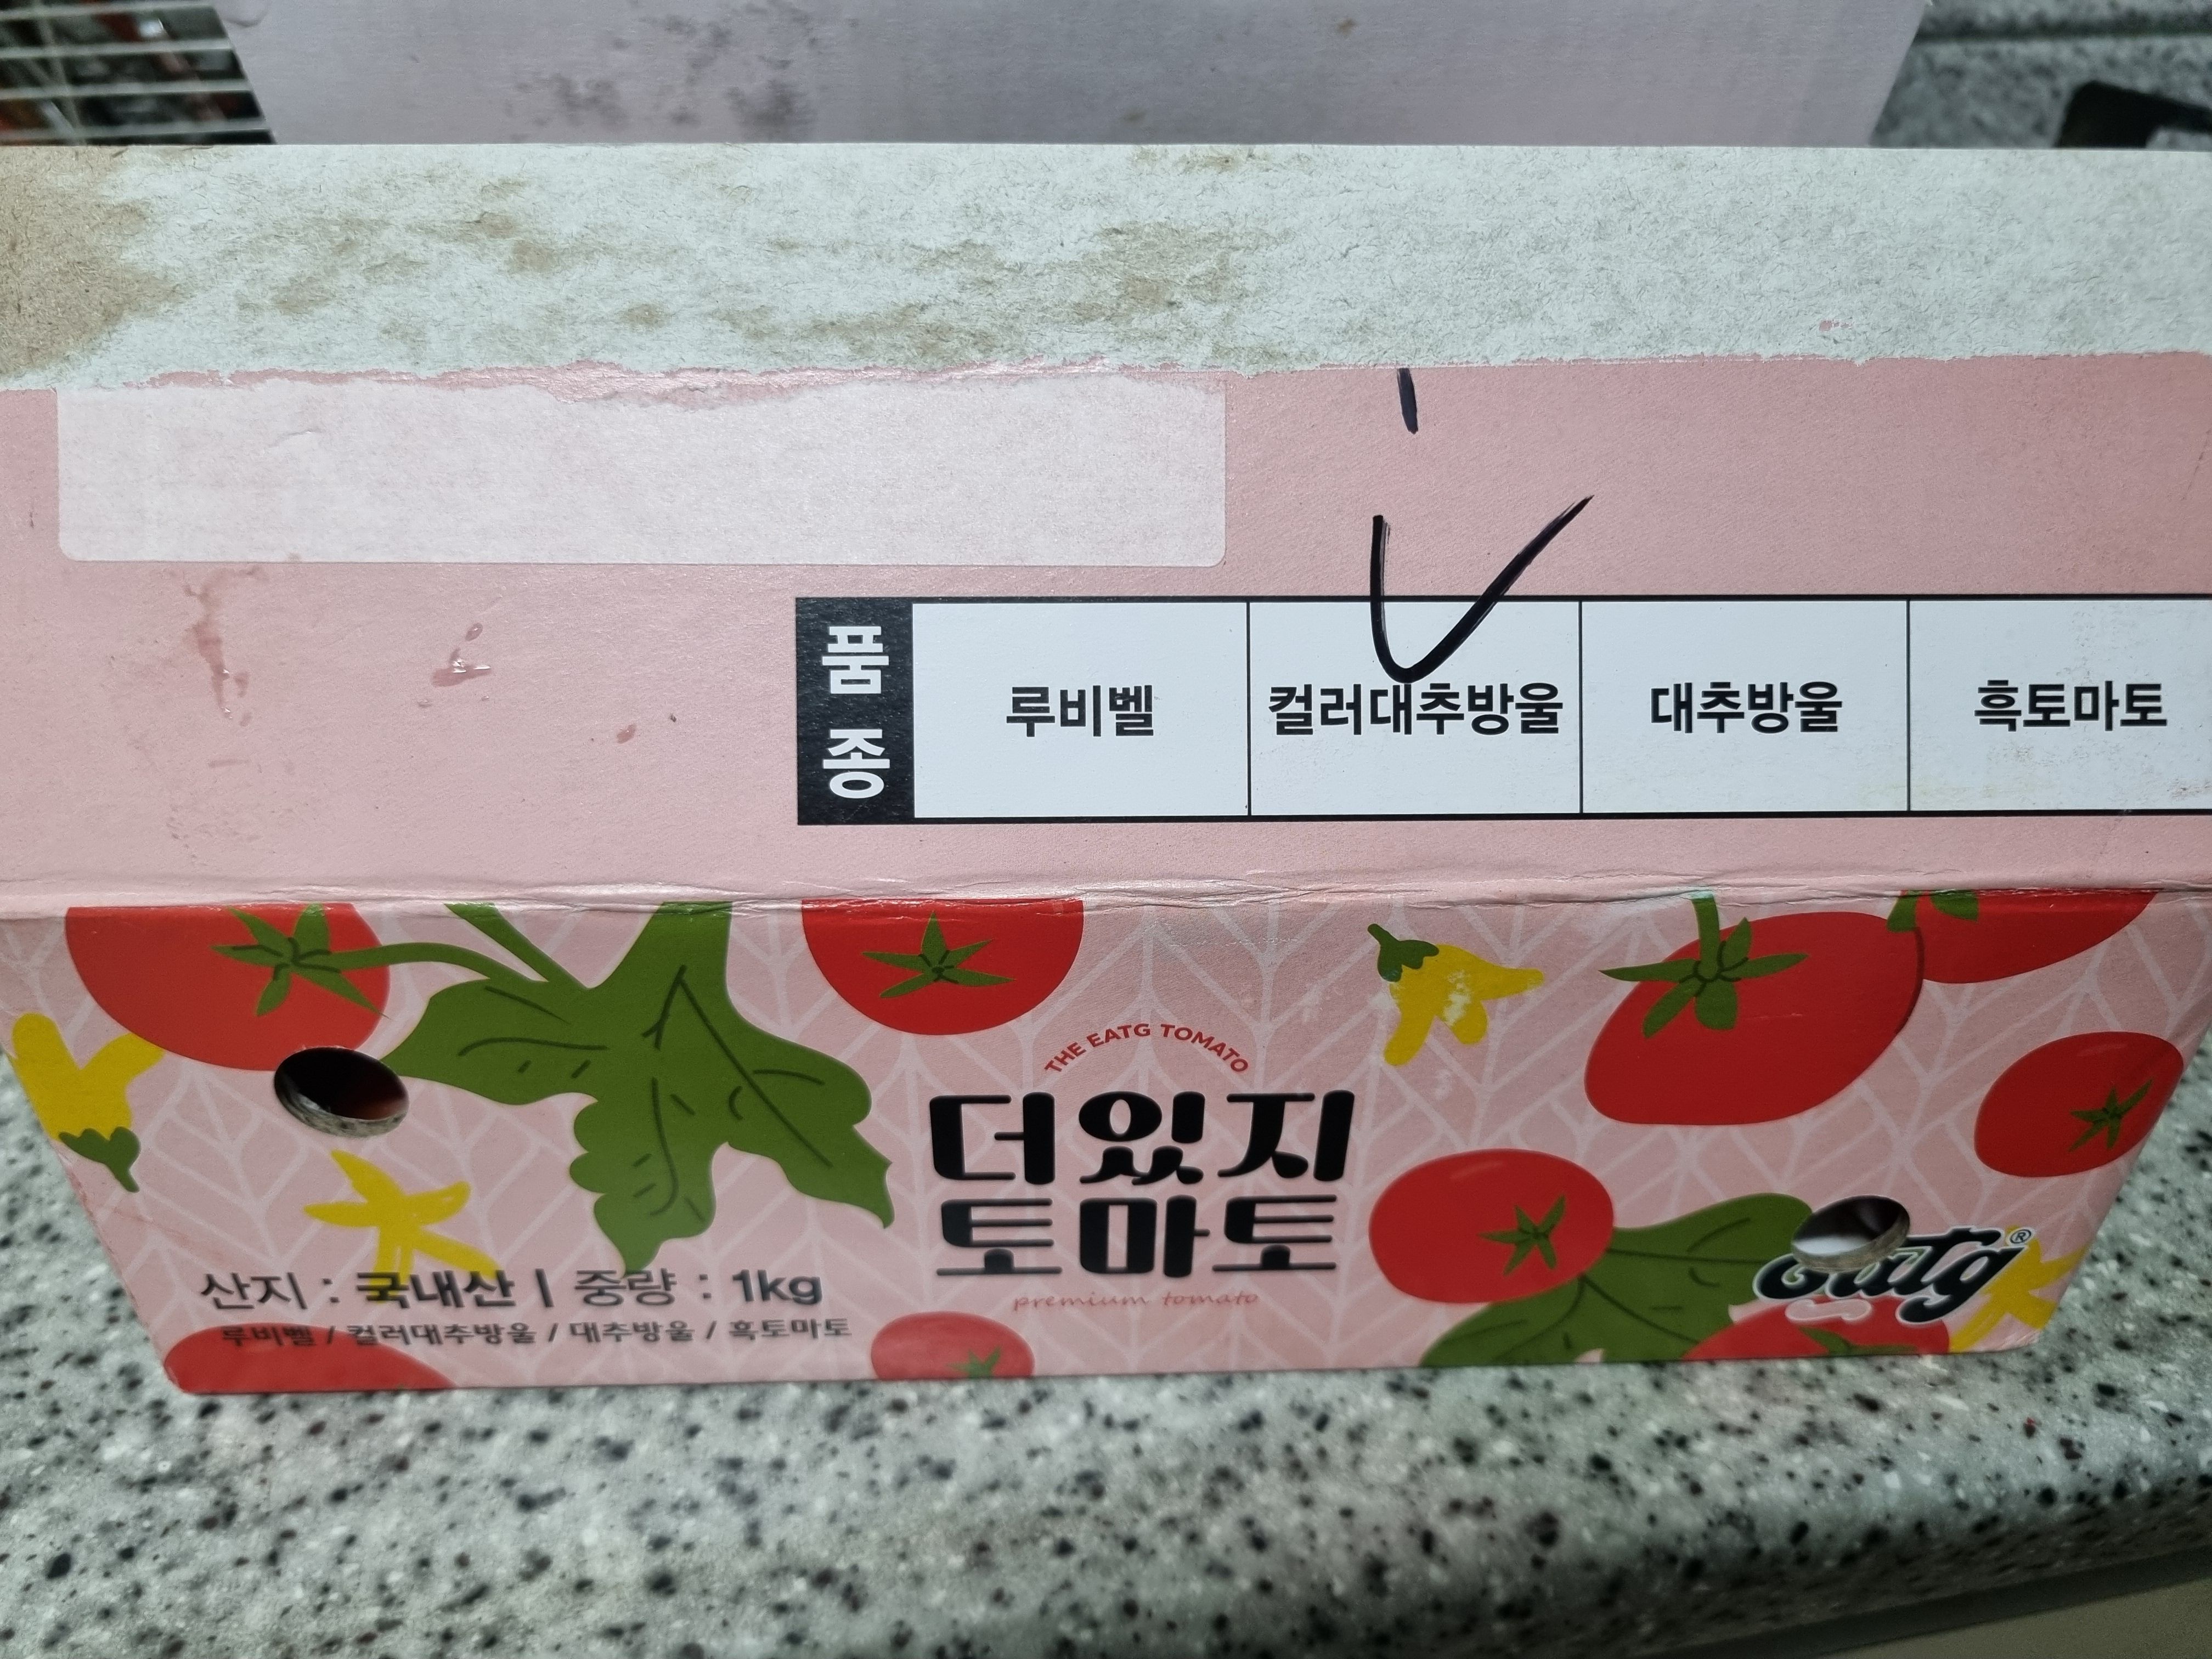 품종
루비벨 컬러대추방울 대추방울 흑토마토
THE EATG TOMATO
더있지
토마토
premium tomato
산지 : 국내산 | 중량 : 1kg
루비벨 / 컬러대추방울 / 대추방울 / 흑토마토
eatg®